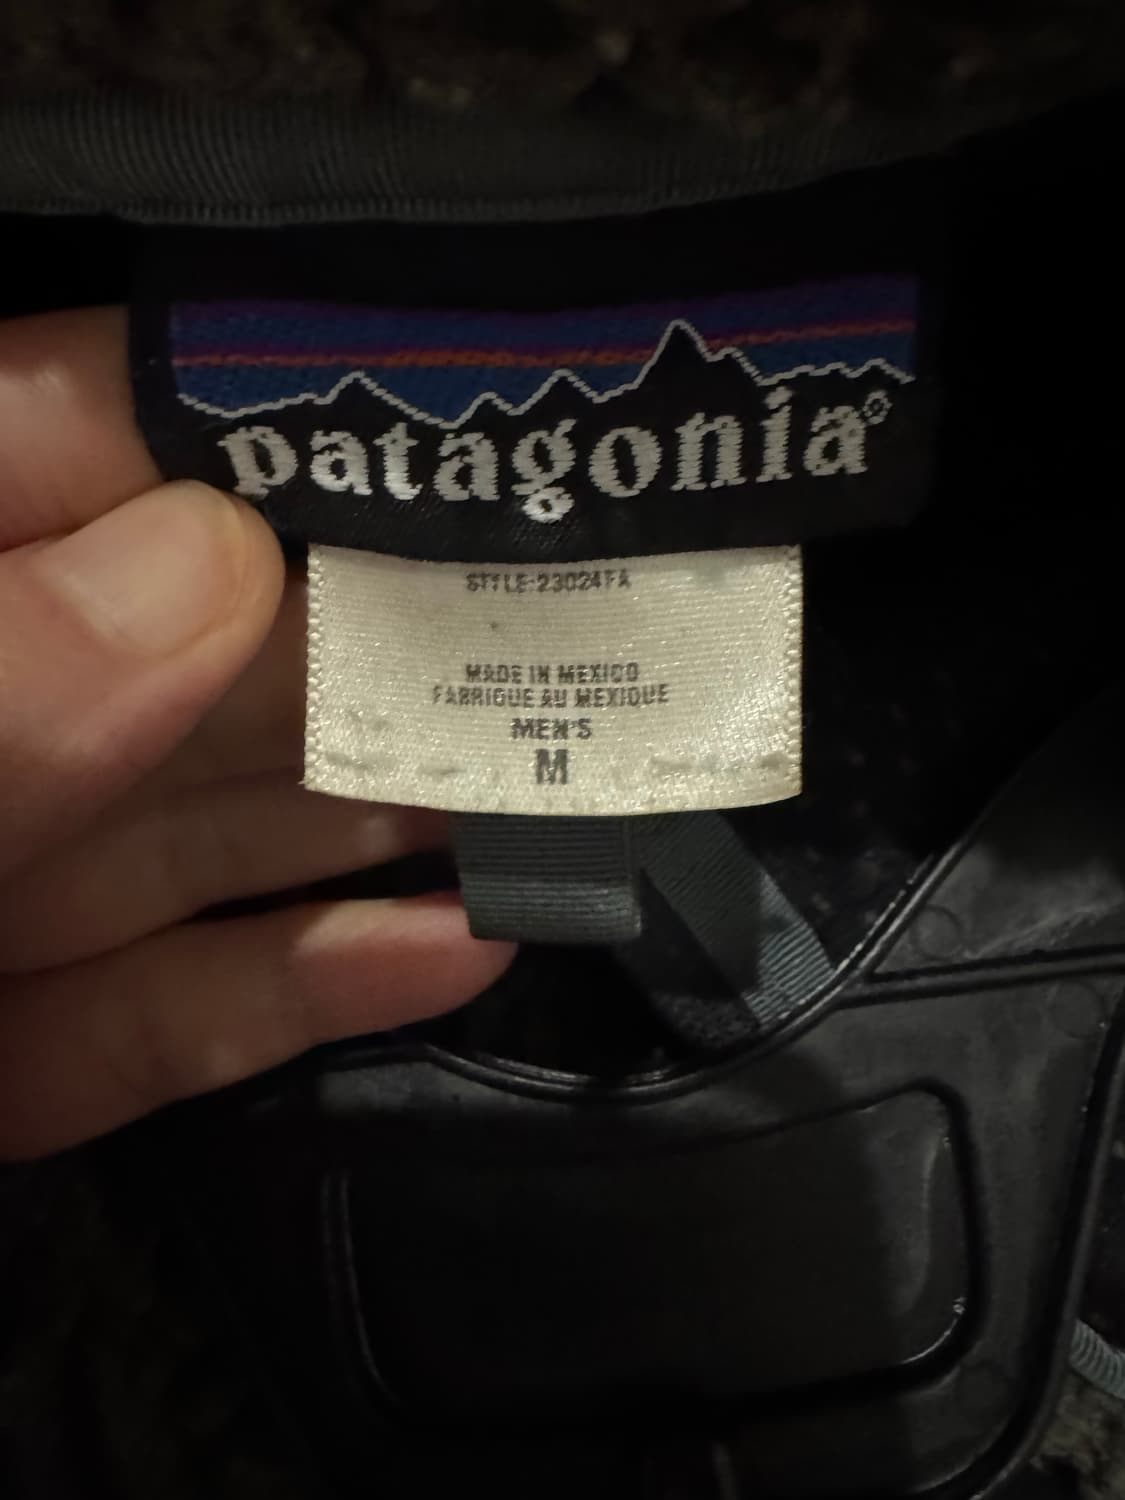 patagonia®
STYLE:23024FA
MADE IN MEXICO
FABRIQUE AU MEXIQUE
MEN'S
M